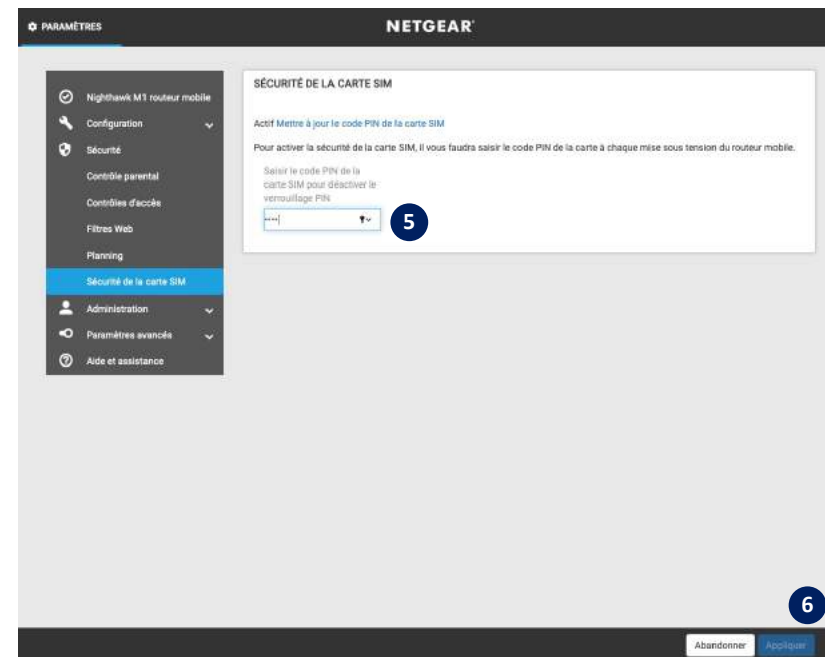 PARAMÈTRES
NETGEAR
Nighthawk M1 routeur mobile
Configuration
Sécurité
Contrôle parental
Contrôles d'accès
Filtres Web
Planning
Sécurité de la carte SIM
Administration
Paramètres avancés
Aide et assistance
SÉCURITÉ DE LA CARTE SIM
Actif Mettre à jour le code PIN de la carte SIM
Pour activer la sécurité de la carte SIM, il vous faudra saisir le code PIN de la carte à chaque mise sous tension du routeur mobile.
Saisir le code PIN de la
carte SIM pour déactiver le
verrouillage PIN
5
6
Abandonner
Appliquer